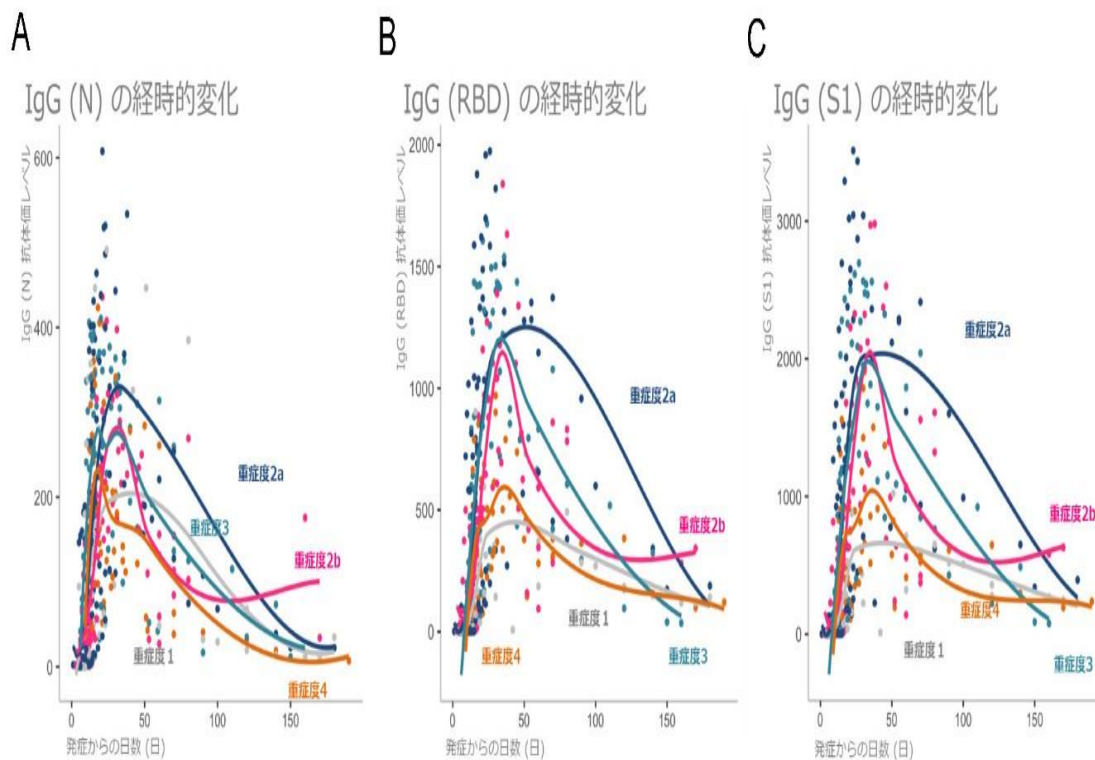 A
IgG (N) の経時的変化
IgG (N) 抗体価レベル
600
400
200
0
重症度2a
重症度3
重症度2b
重症度1
重症度4
0
50
100
150
発症からの日数 (日)
B
IgG (RBD) の経時的変化
IgG (RBD) 抗体価レベル
2000
1500
1000
500
0
重症度2a
重症度2b
重症度1
重症度4
重症度3
0
50
100
150
発症からの日数 (日)
C
IgG (S1) の経時的変化
IgG (S1) 抗体価レベル
3000
2000
1000
0
重症度2a
重症度2b
重症度4
重症度1
重症度3
0
50
100
150
発症からの日数 (日)